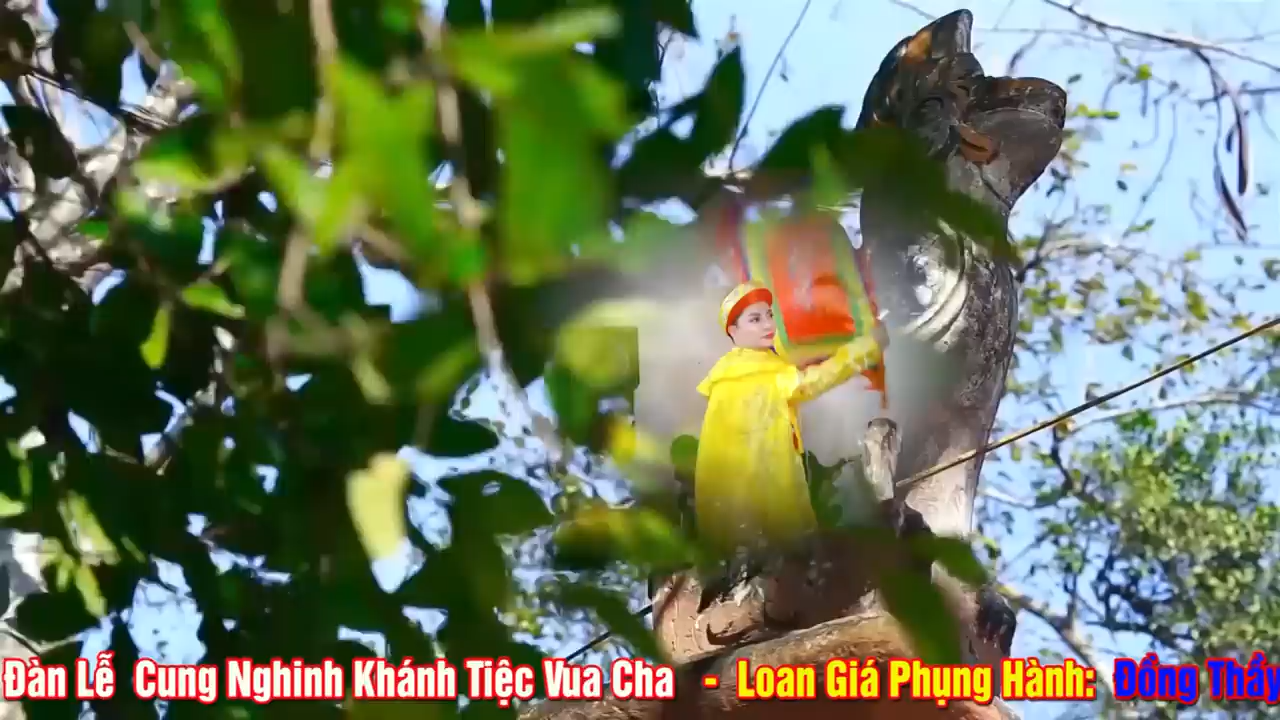 Đàn Lễ Cung Nghinh Khánh Tiệc Vua Cha - Loan Giá Phụng Hành: Đồng Thầy